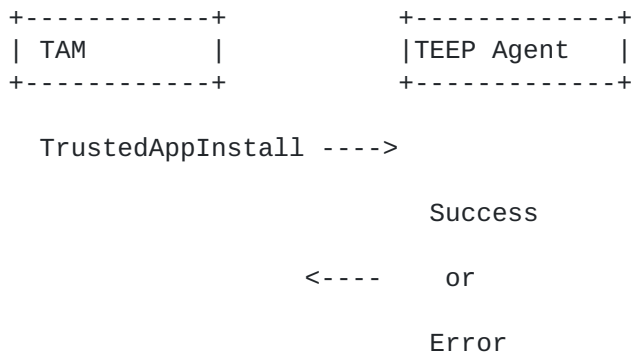 +------------+           +-------------+
| TAM        |           |TEEP Agent   |
+------------+           +-------------+
TrustedAppInstall ---->
Success
<----    or
Error